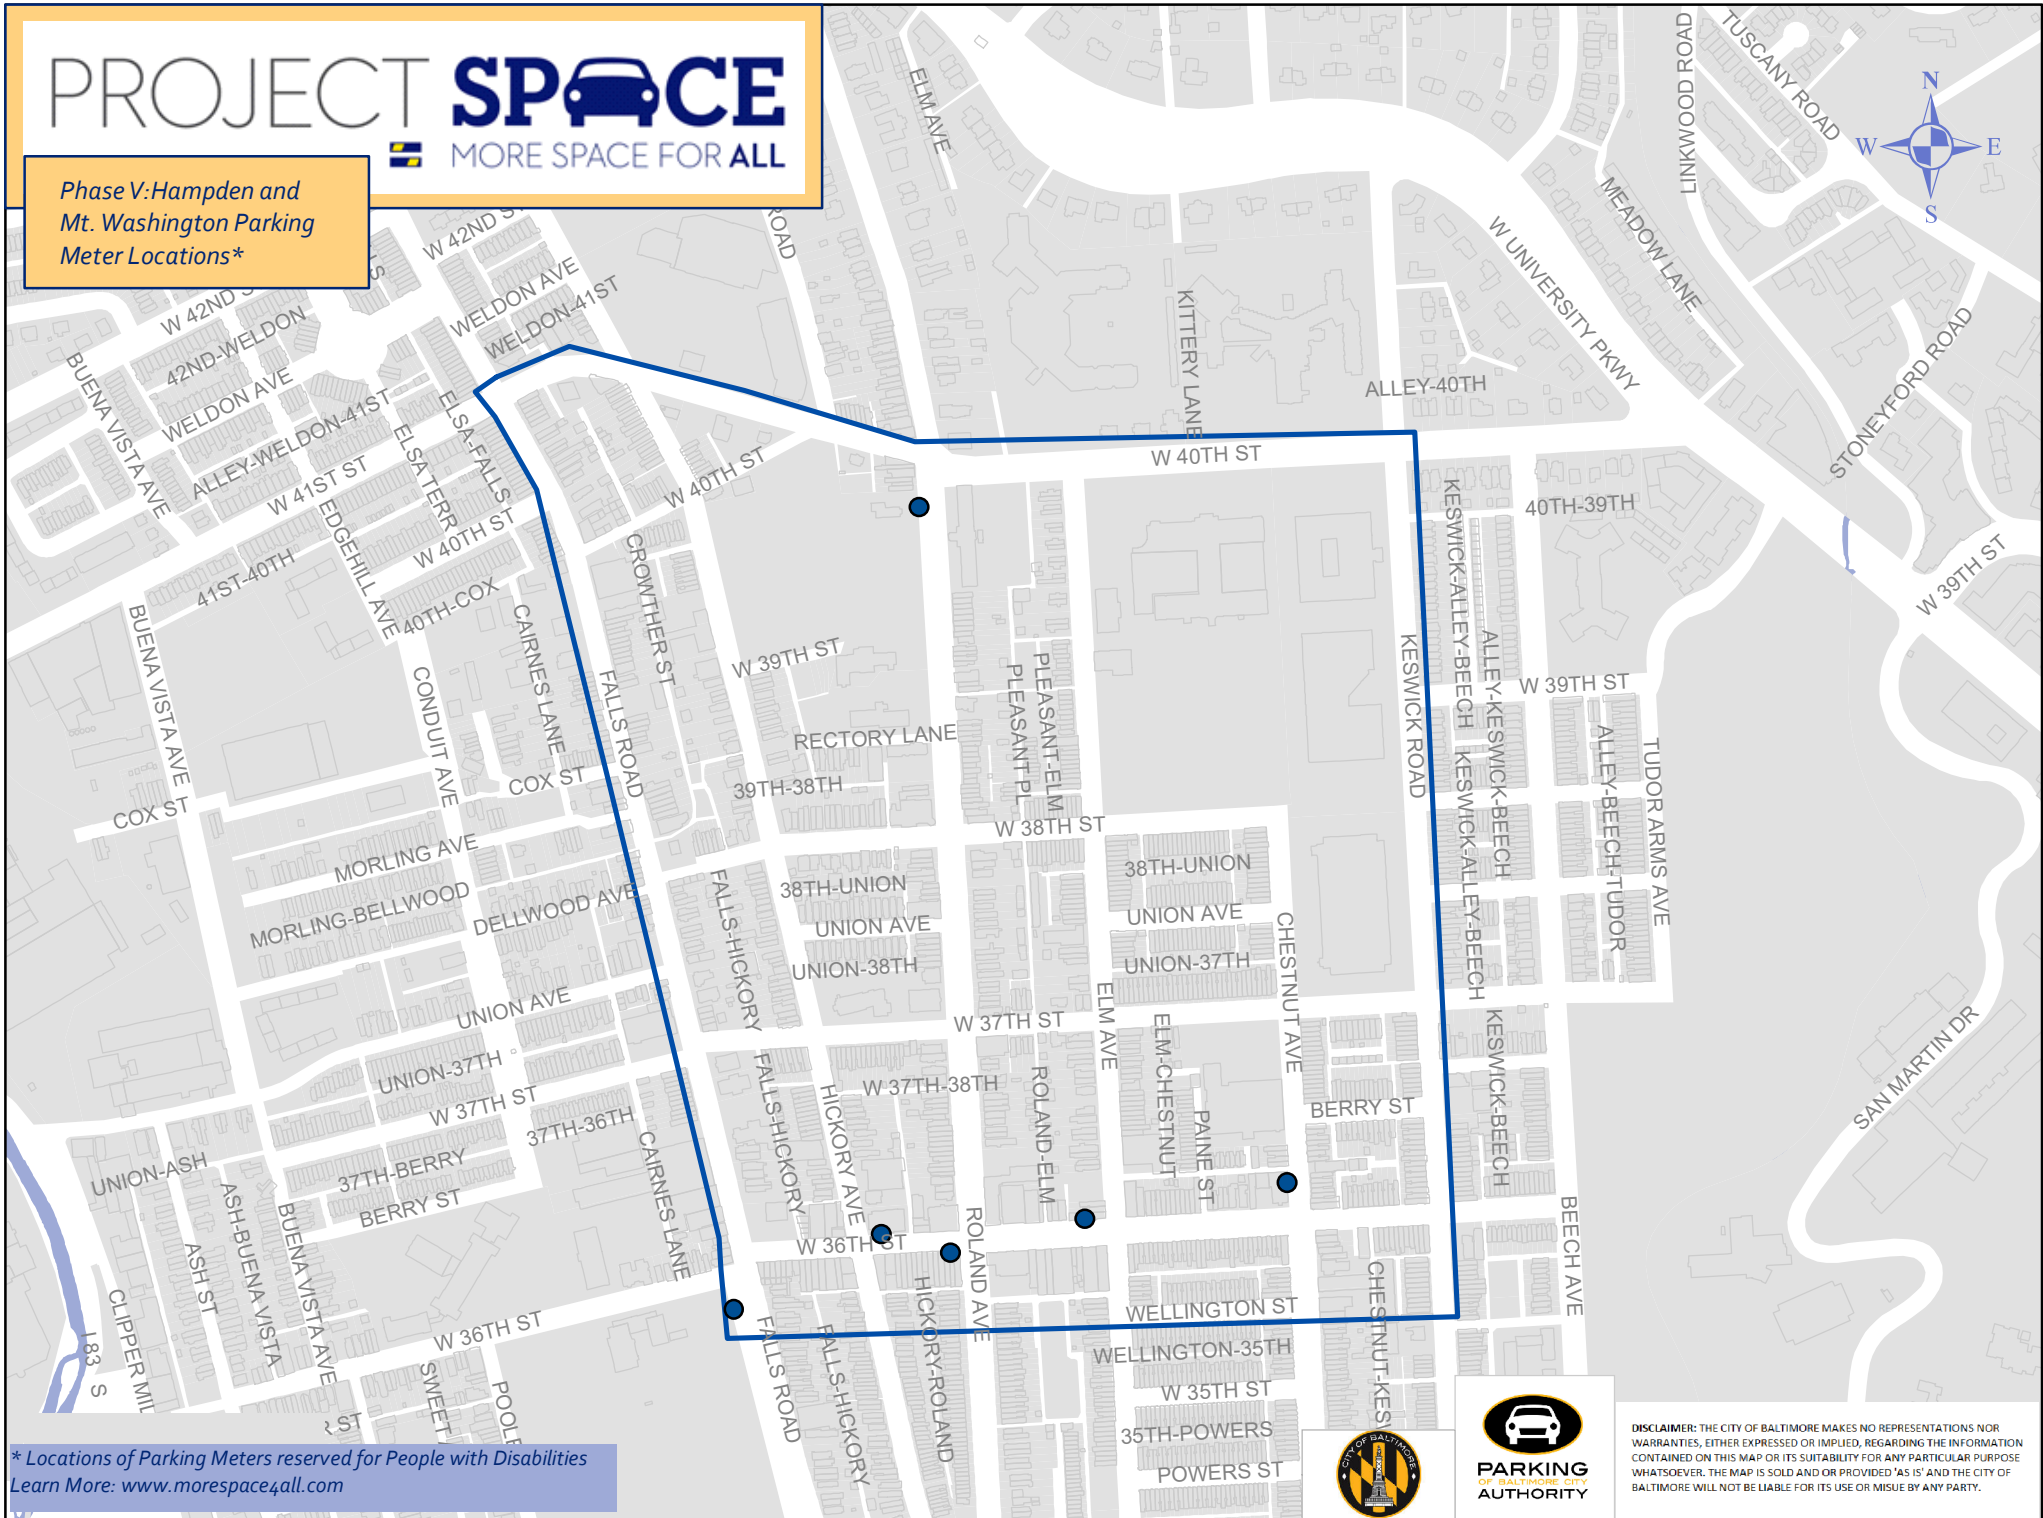 PROJECT SPACE
MORE SPACE FOR ALL
Phase V:Hampden and
Mt. Washington Parking
Meter Locations*
N
W
E
S
ELM AVE
ROAD
LINKWOOD ROAD
TUSCANY ROAD
MEADOW LANE
W UNIVERSITY PKWY
STONEYFORD ROAD
KITTERY LANE
ALLEY-40TH
W 42ND S
W 42ND S
42ND-WELDON
WELDON AVE
WELDON AVE
WELDON-41ST
BUENA VISTA AVE
ALLEY-WELDON-41ST
W 41ST ST
ELSA-FALLS
ELSA TERR
EDGEHILL AVE
W 40TH ST
W 40TH ST
W 40TH ST
41ST-40TH
40TH-COX
CAIRNES LANE
CROWTHER ST
KESWICK-ALLEY-BEECH
40TH-39TH
W 39TH ST
BUENA VISTA AVE
CONDUIT AVE
FALLS ROAD
W 39TH ST
PLEASANT PL
PLEASANT-ELM
KESWICK ROAD
ALLEY-KESWICK-BEECH
W 39TH ST
ALLEY-BEECH-TUDOR
TUDOR ARMS AVE
RECTORY LANE
39TH-38TH
COX ST
COX ST
W 38TH ST
MORLING AVE
MORLING-BELLWOOD
DELLWOOD AVE
FALLS-HICKORY
38TH-UNION
38TH-UNION
UNION AVE
UNION AVE
UNION-38TH
UNION-37TH
CHESTNUT AVE
KESWICK-ALLEY-BEECH
UNION AVE
W 37TH ST
ELM AVE
ELM-CHESTNUT
UNION-37TH
W 37TH ST
37TH-36TH
FALLS-HICKORY
HICKORY AVE
W 37TH-38TH
ROLAND-ELM
PAINE ST
BERRY ST
KESWICK-BEECH
SAN MARTIN DR
UNION-ASH
37TH-BERRY
BERRY ST
CAIRNES LANE
ASH ST
ASH-BUENA VISTA
BUENA VISTA AVE
W 36TH ST
ROLAND AVE
BEECH AVE
CLIPPER MIL
I 83 S
W 36TH ST
SWEET
POOLE
R ST
FALLS ROAD
FALLS-HICKORY
HICKORY-ROLAND
WELLINGTON ST
WELLINGTON-35TH
CHESTNUT-KESW
W 35TH ST
35TH-POWERS
POWERS ST
* Locations of Parking Meters reserved for People with Disabilities
Learn More: www.morespace4all.com
CITY OF BALTIMORE
PARKING
OF BALTIMORE CITY
AUTHORITY
DISCLAIMER: THE CITY OF BALTIMORE MAKES NO REPRESENTATIONS NOR
WARRANTIES, EITHER EXPRESSED OR IMPLIED, REGARDING THE INFORMATION
CONTAINED ON THIS MAP OR ITS SUITABILITY FOR ANY PARTICULAR PURPOSE
WHATSOEVER. THE MAP IS SOLD AND OR PROVIDED 'AS IS' AND THE CITY OF
BALTIMORE WILL NOT BE LIABLE FOR ITS USE OR MISUE BY ANY PARTY.